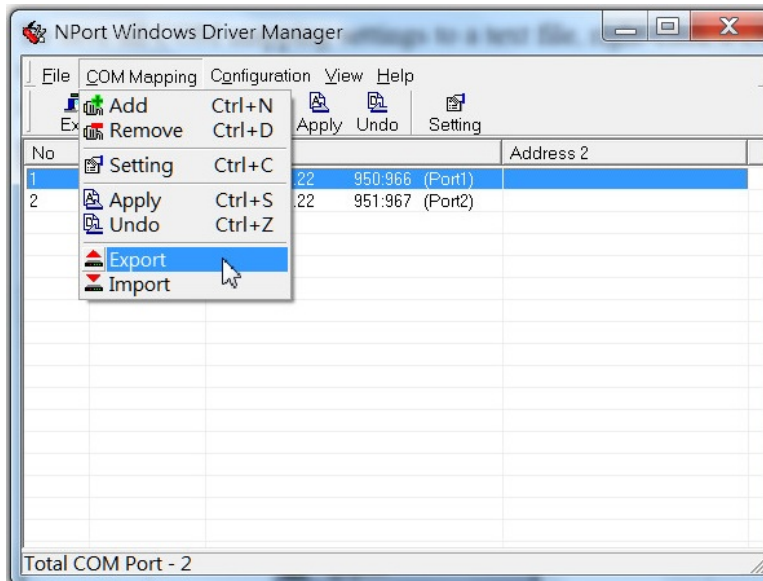 NPort Windows Driver Manager
File COM Mapping Configuration View Help
Add Ctrl+N
Remove Ctrl+D
Setting Ctrl+C
Apply Ctrl+S
Undo Ctrl+Z
Export
Import
Ex Apply Undo Setting
No Address 2
1 .22 950:966 (Port1)
2 .22 951:967 (Port2)
Total COM Port - 2